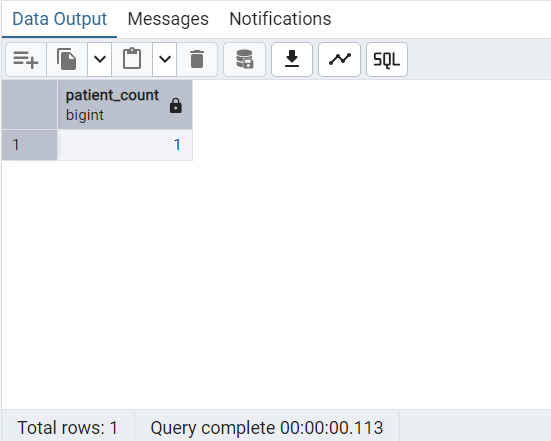 Data Output Messages Notifications
SQL
patient_count
bigint
1 1
Total rows: 1 Query complete 00:00:00.113